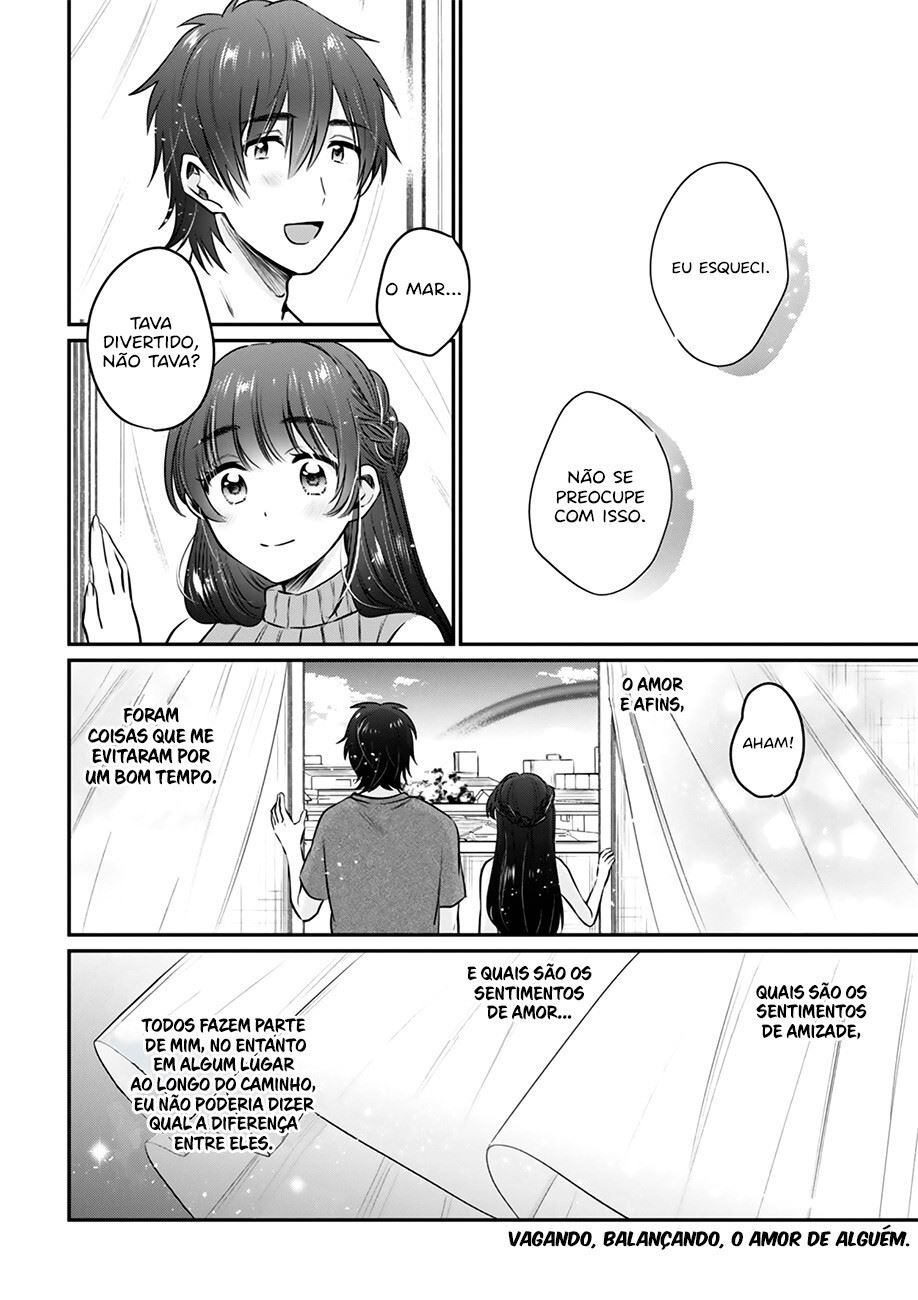 EU ESQUECI.
NÃO SE
PREOCUPE
COM ISSO.
O MAR...
TAVA
DIVERTIDO,
NÃO TAVA?
AHAM!
O AMOR
E AFINS,
FORAM
COISAS QUE ME
EVITARAM POR
UM BOM TEMPO.
QUAIS SÃO OS
SENTIMENTOS
DE AMIZADE,
E QUAIS SÃO OS
SENTIMENTOS
DE AMOR...
TODOS FAZEM PARTE
DE MIM, NO ENTANTO
EM ALGUM LUGAR
AO LONGO DO CAMINHO,
EU NÃO PODERIA DIZER
QUAL A DIFERENÇA
ENTRE ELES.
VAGANDO, BALANÇANDO, O AMOR DE ALGUÉM.